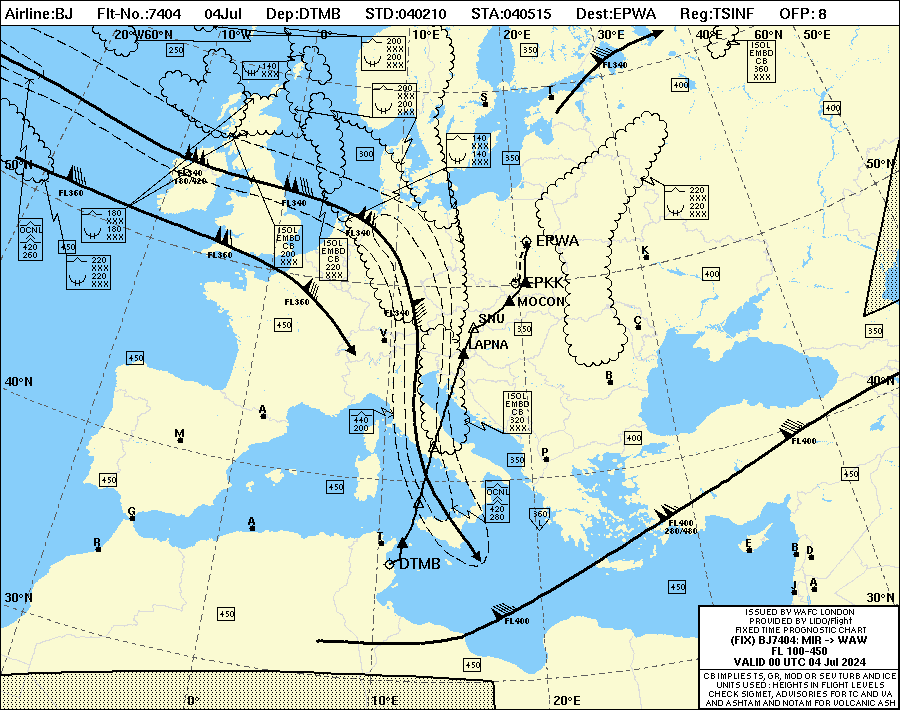 Airline:BJ Flt-No.:7404 04Jul Dep:DTMB STD:040210 STA:040515 Dest:EPWA Reg:TSINF OFP: 8
20°W 60°N 10°W 0° 10°E 20°E 30°E 40°E 60°N 50°E
250
140
XXX
200
XXX
200
XXX
350
ISOL
EMBD
CB
360
XXX
FL340
400
200
XXX
200
XXX
S
T
400
140
XXX
140
XXX
300
350
50°N
50°N
FL360
FL340
180/420
FL340
220
XXX
220
XXX
180
XXX
180
XXX
OCNL
420
260
450
220
XXX
220
XXX
FL360
ISOL
EMBD
CB
200
XXX
ISOL
EMBD
CB
220
XXX
FL340
EPWA
K
400
EPKK
MOCON
FL360
FL340
450
SNU
350
C
350
V
LAPNA
450
B
40°N
40°N
A
440
200
ISOL
EMBD
CB
320
XXX
M
400
FL400
P
350
450
450
450
OCNL
420
280
360
L
G
A
FL400
280/480
R
T
E
B
D
DTMB
450
J
A
30°N
30°N
450
FL400
450
0°
10°E
20°E
ISSUED BY WAFC LONDON
PROVIDED BY LIDO/Flight
FIXED TIME PROGNOSTIC CHART
(FIX) BJ7404: MIR -> WAW
FL 100-450
VALID 00 UTC 04 Jul 2024
CB IMPLIES TS, GR, MOD OR SEV TURB AND ICE
UNITS USED : HEIGHTS IN FLIGHT LEVELS
CHECK SIGMET, ADVISORIES FOR TC AND VA
AND ASHTAM AND NOTAM FOR VOLCANIC ASH